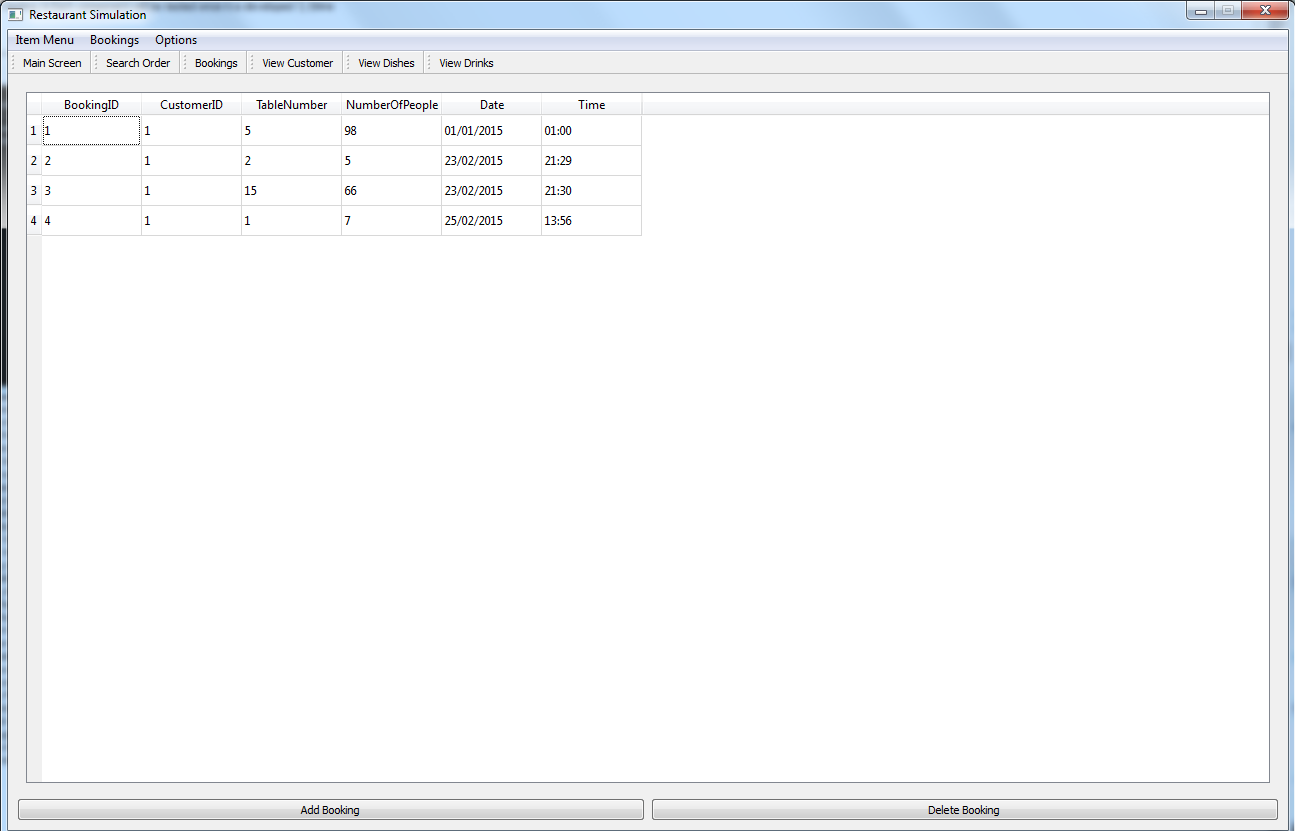 Restaurant Simulation
Item Menu Bookings Options
Main Screen Search Order Bookings View Customer View Dishes View Drinks
BookingID CustomerID TableNumber NumberOfPeople Date Time
1 1 1 5 98 01/01/2015 01:00
2 2 1 2 5 23/02/2015 21:29
3 3 1 15 66 23/02/2015 21:30
4 4 1 1 7 25/02/2015 13:56
Add Booking Delete Booking